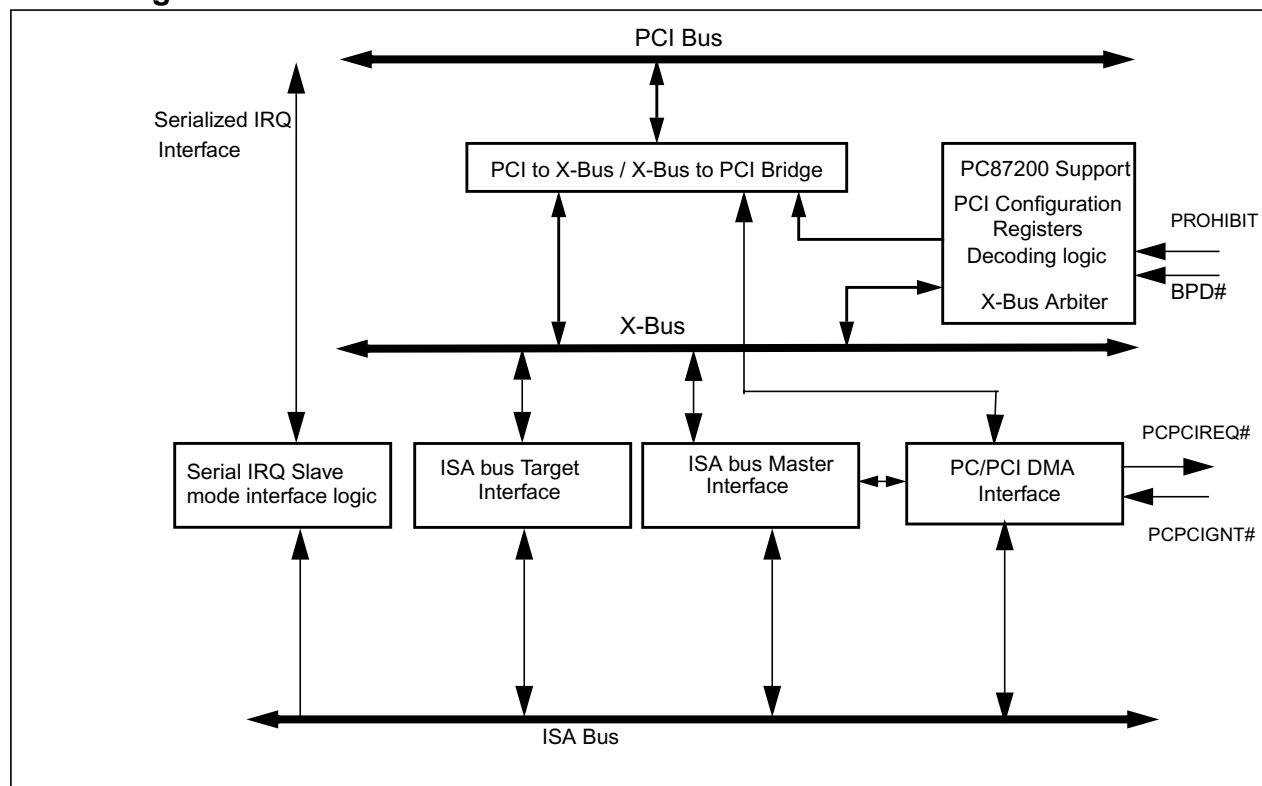 PCI Bus
Serialized IRQ
Interface
PCI to X-Bus / X-Bus to PCI Bridge
PC87200 Support
PCI Configuration
Registers
Decoding logic
X-Bus Arbiter
PROHIBIT
BPD#
X-Bus
Serial IRQ Slave
mode interface logic
ISA bus Target
Interface
ISA bus Master
Interface
PC/PCI DMA
Interface
PCPCIREQ#
PCPCIGNT#
ISA Bus